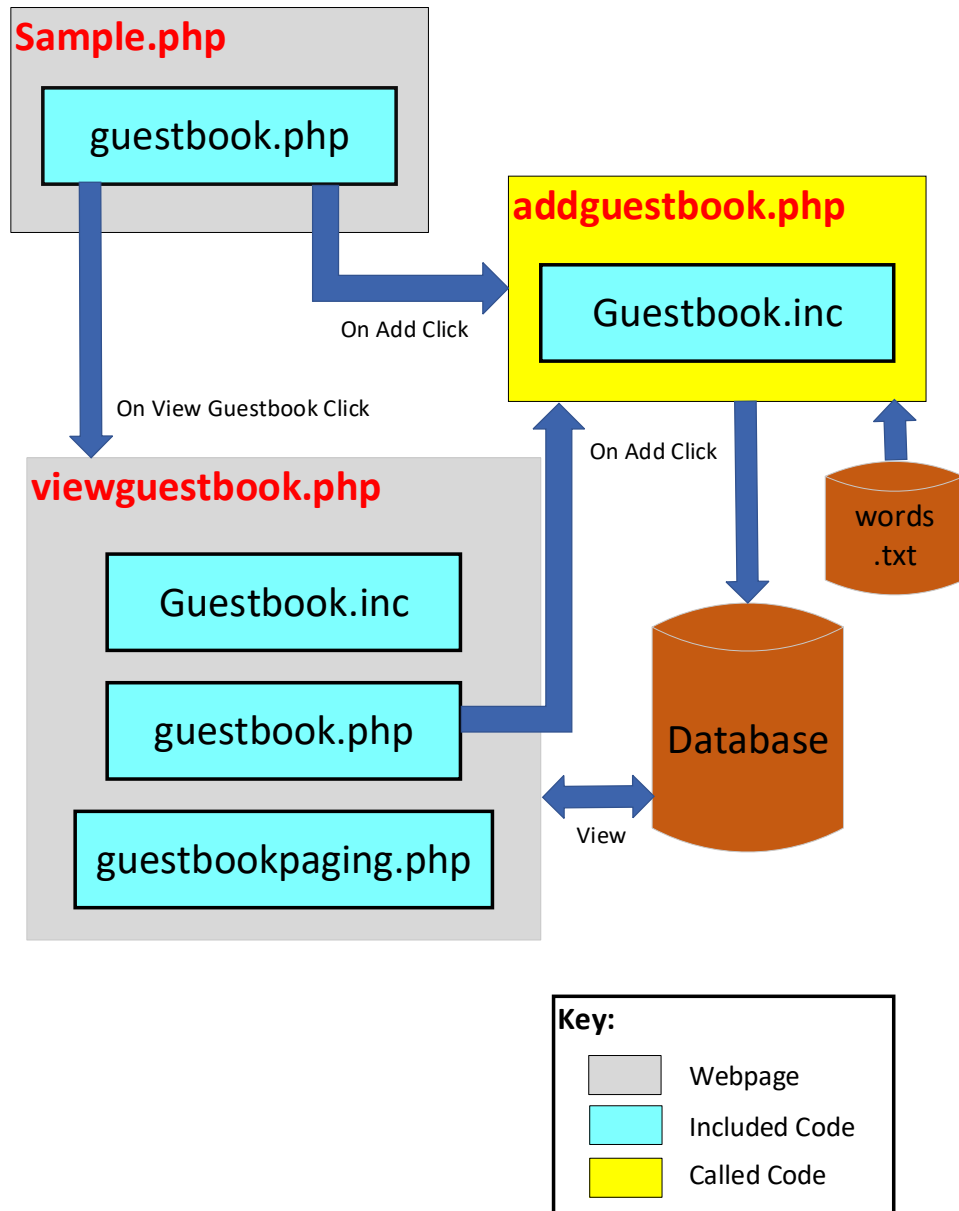 Sample.php
guestbook.php
addguestbook.php
Guestbook.inc
On Add Click
On View Guestbook Click
On Add Click
viewguestbook.php
words
.txt
Guestbook.inc
guestbook.php
Database
View
guestbookpaging.php
Key:
Webpage
Included Code
Called Code